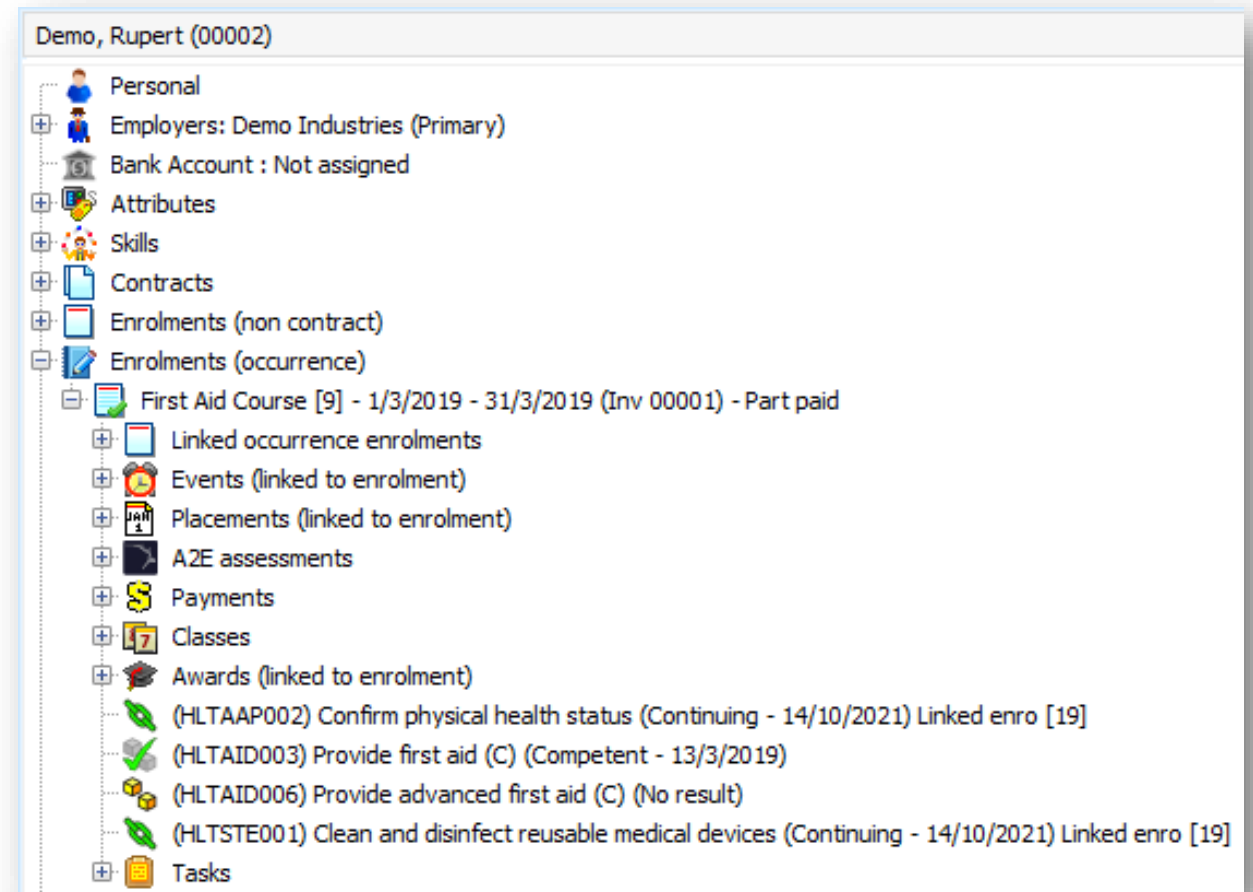 Demo, Rupert (00002)
Personal
Employers: Demo Industries (Primary)
Bank Account : Not assigned
Attributes
Skills
Contracts
Enrolments (non contract)
Enrolments (occurrence)
First Aid Course [9] - 1/3/2019 - 31/3/2019 (Inv 00001) - Part paid
Linked occurrence enrolments
Events (linked to enrolment)
Placements (linked to enrolment)
A2E assessments
Payments
Classes
Awards (linked to enrolment)
(HLTAAP002) Confirm physical health status (Continuing - 14/10/2021) Linked enro [19]
(HLTAID003) Provide first aid (C) (Competent - 13/3/2019)
(HLTAID006) Provide advanced first aid (C) (No result)
(HLTSTE001) Clean and disinfect reusable medical devices (Continuing - 14/10/2021) Linked enro [19]
Tasks